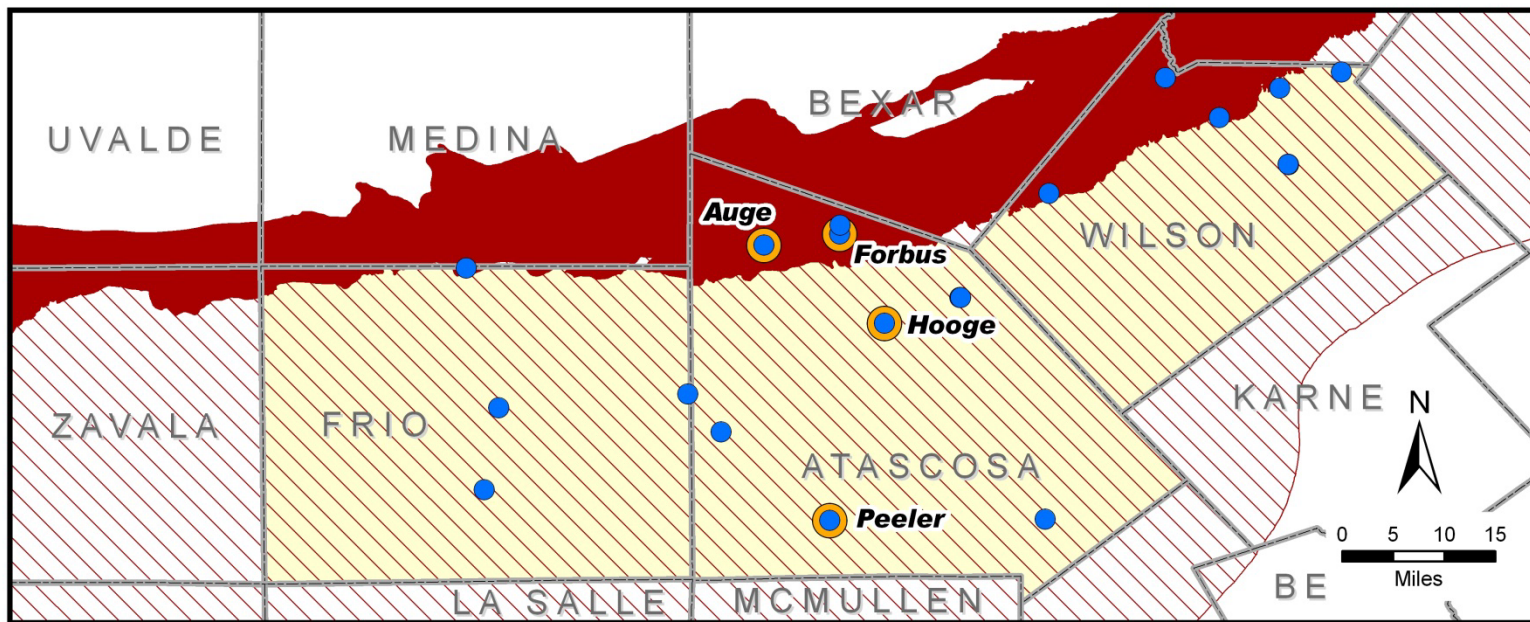 BEXAR
UVALDE
MEDINA
Auge
WILSON
Forbus
Hooge
KARNE
ZAVALA
FRIO
N
ATASCOSA
Peeler
0 5 10 15
Miles
BE
LA SALLE
MCMULLEN